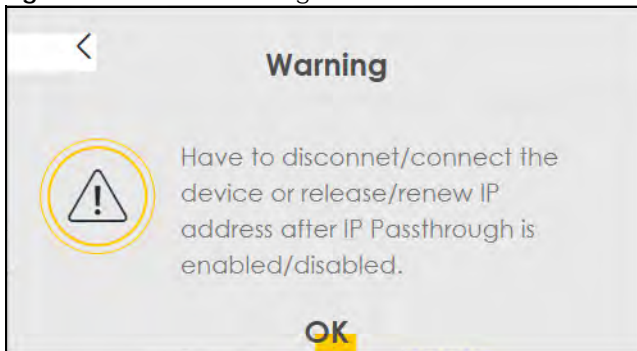 Warning
Have to disconnet/connect the
device or release/renew IP
address after IP Passthrough is
enabled/disabled.
OK